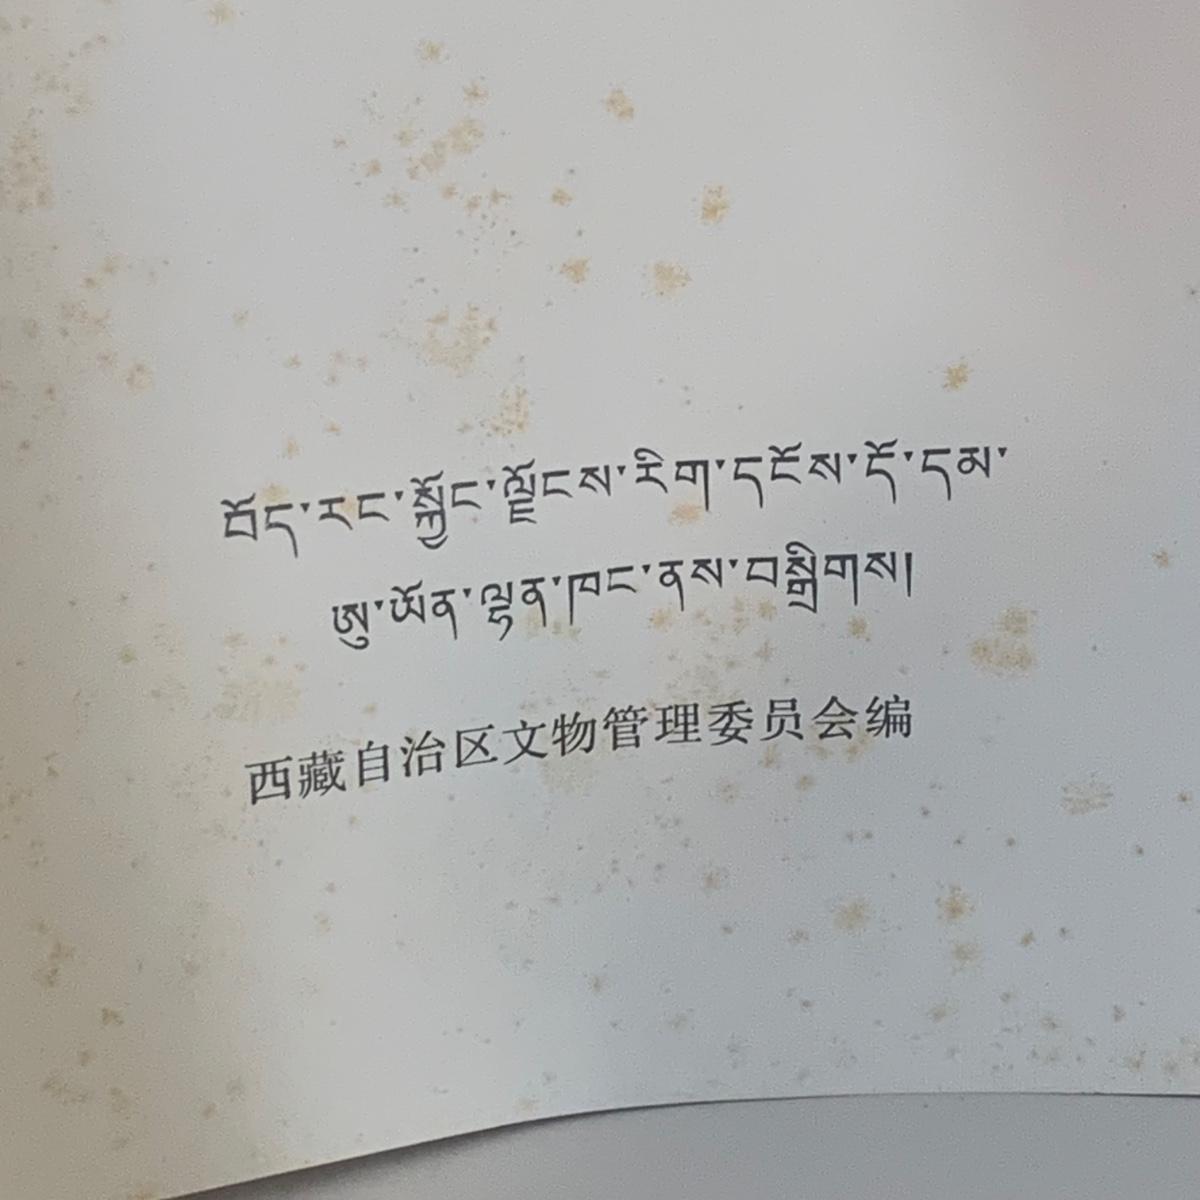 བོད་རང་སྐྱོང་ལྗོངས་རིག་དངོས་དོ་དམ་
ཨུ་ཡོན་ལྷན་ཁང་ནས་བསྒྲིགས།
西藏自治区文物管理委员会编